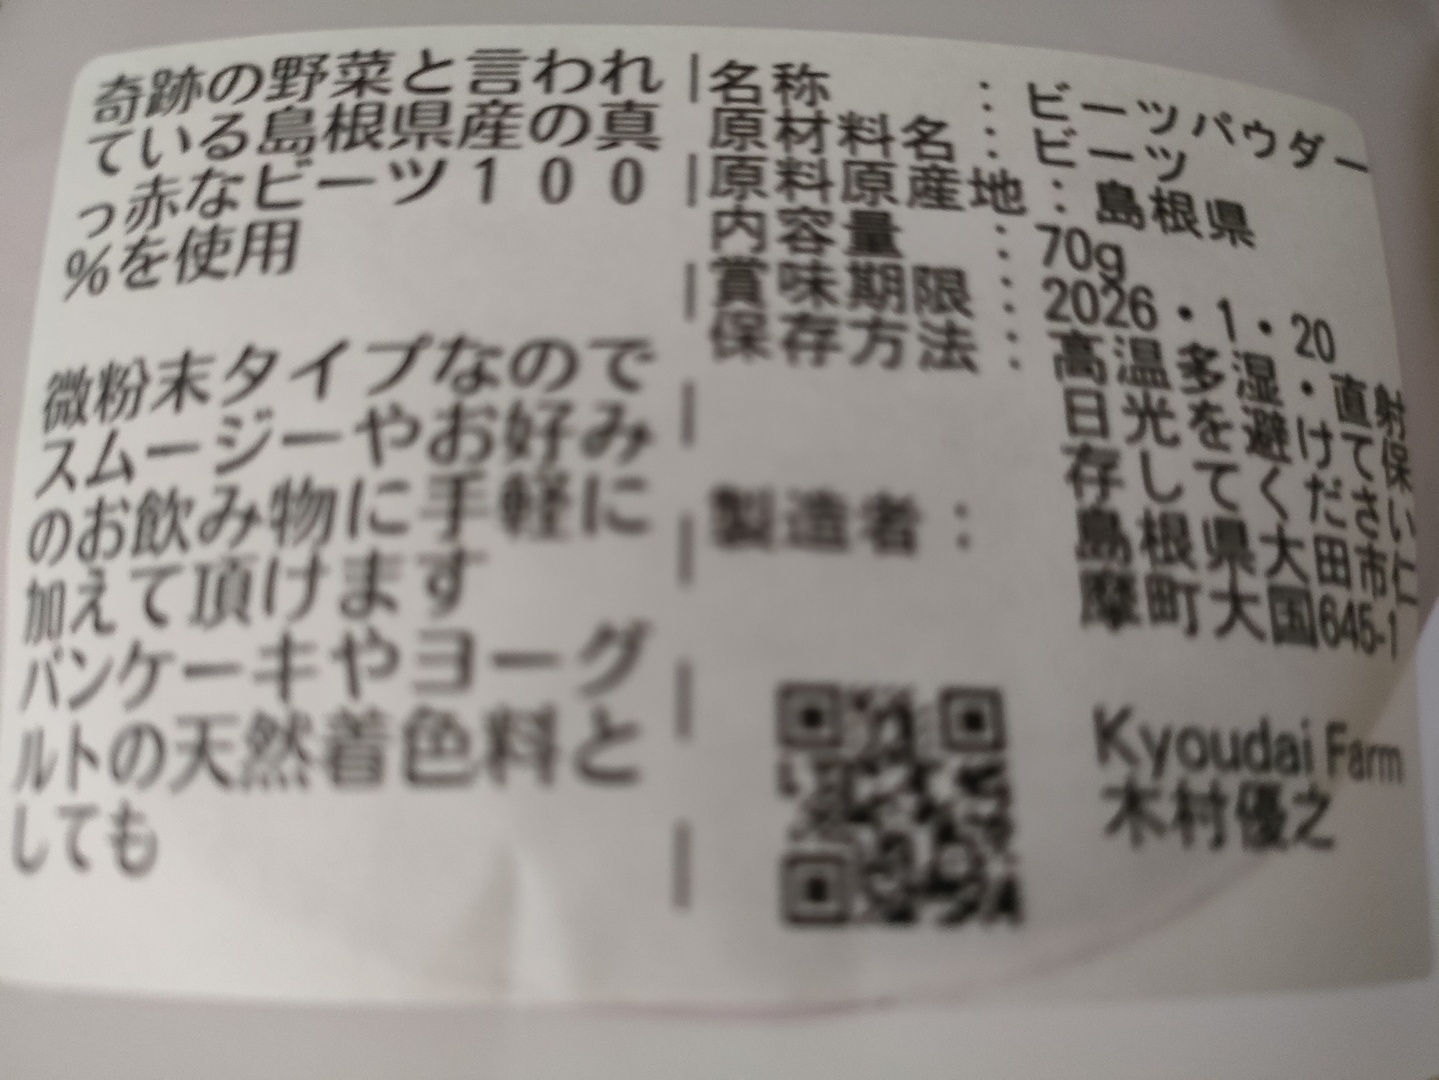 奇跡の野菜と言われ
ている島根県産の真
っ赤なビーツ１００
％を使用
微粉末タイプなので
スムージーやお好み
のお飲み物に手軽に
加えて頂けます
パンケーキやヨーグ
ルトの天然着色料と
しても
名称：ビーツパウダー
原材料名：ビーツ
原料原産地：島根県
内容量：70g
賞味期限：2026・1・20
保存方法：高温多湿・直射
日光を避けて保
存してください
製造者：島根県大田市仁
摩町大国645-1
Kyoudai Farm
木村優之